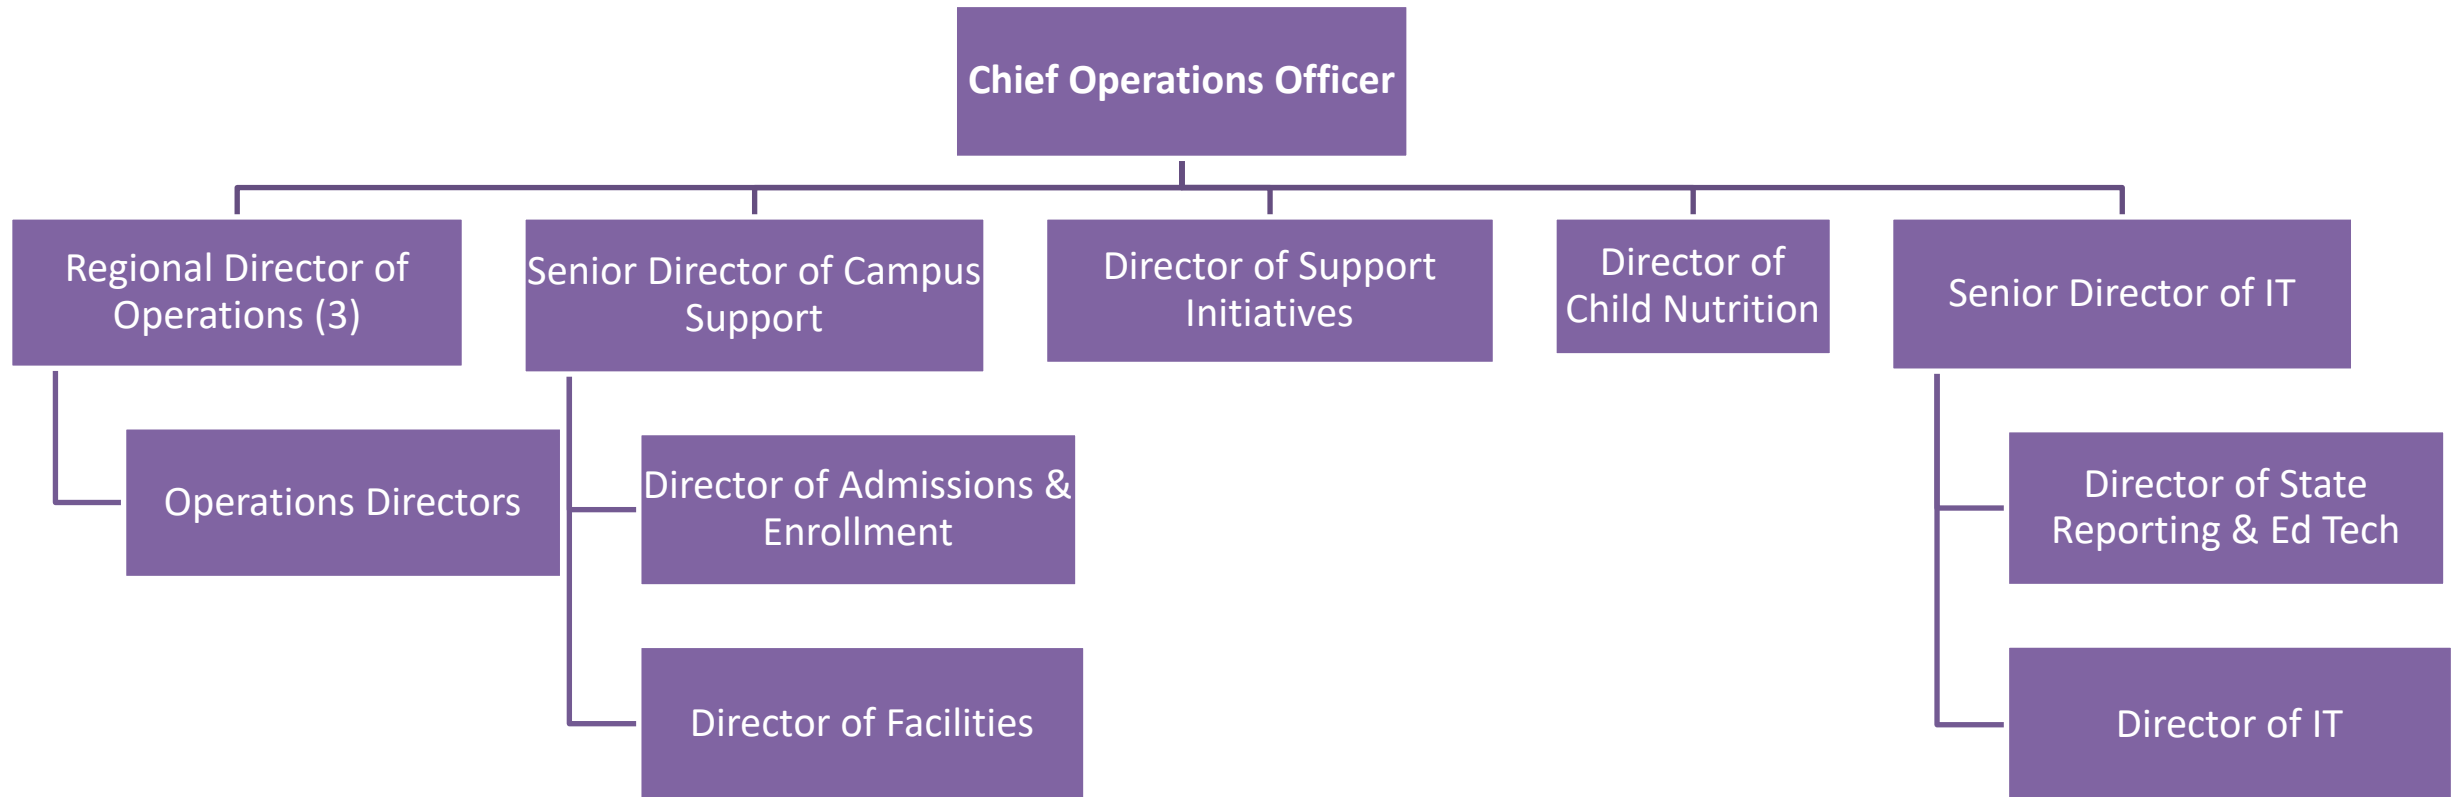 Chief Operations Officer
Regional Director of
Operations (3)
Senior Director of Campus
Support
Director of Support
Initiatives
Director of
Child Nutrition
Senior Director of IT
Operations Directors
Director of Admissions &
Enrollment
Director of Facilities
Director of State
Reporting & Ed Tech
Director of IT